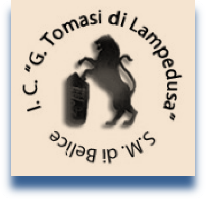 I. C. "G. Tomasi di Lampedusa"
S.M. di Belice